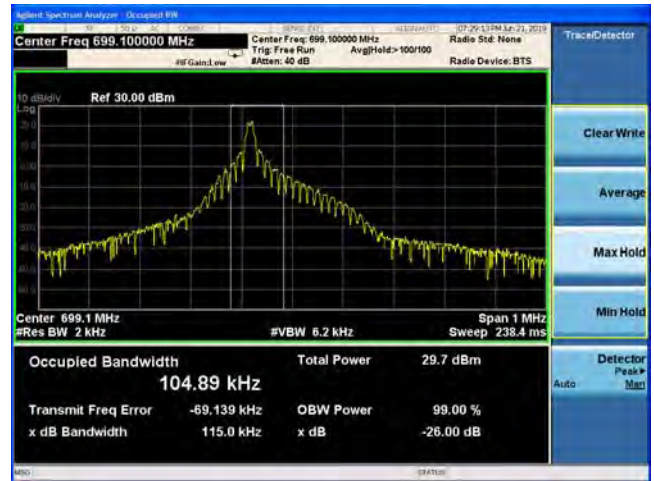 Agilent Spectrum Analyzer - Occupied BW
07:29:13 PM Jun 21, 2019
Center Freq 699.100000 MHz
Center Freq: 699.100000 MHz
Radio Std: None
Trace/Detector
Trig: Free Run
Avg|Hold:> 100/100
#IFGain:Low
#Atten: 40 dB
Radio Device: BTS
10 dB/div
Ref 30.00 dBm
Log
Clear Write
Average
Max Hold
Min Hold
Center 699.1 MHz
Span 1 MHz
#Res BW 2 kHz
#VBW 6.2 kHz
Sweep 238.4 ms
Occupied Bandwidth
Total Power
29.7 dBm
104.89 kHz
Detector
Peak▶
Auto
Man
Transmit Freq Error
-69.139 kHz
OBW Power
99.00 %
x dB Bandwidth
115.0 kHz
x dB
-26.00 dB
MSG
STATUS